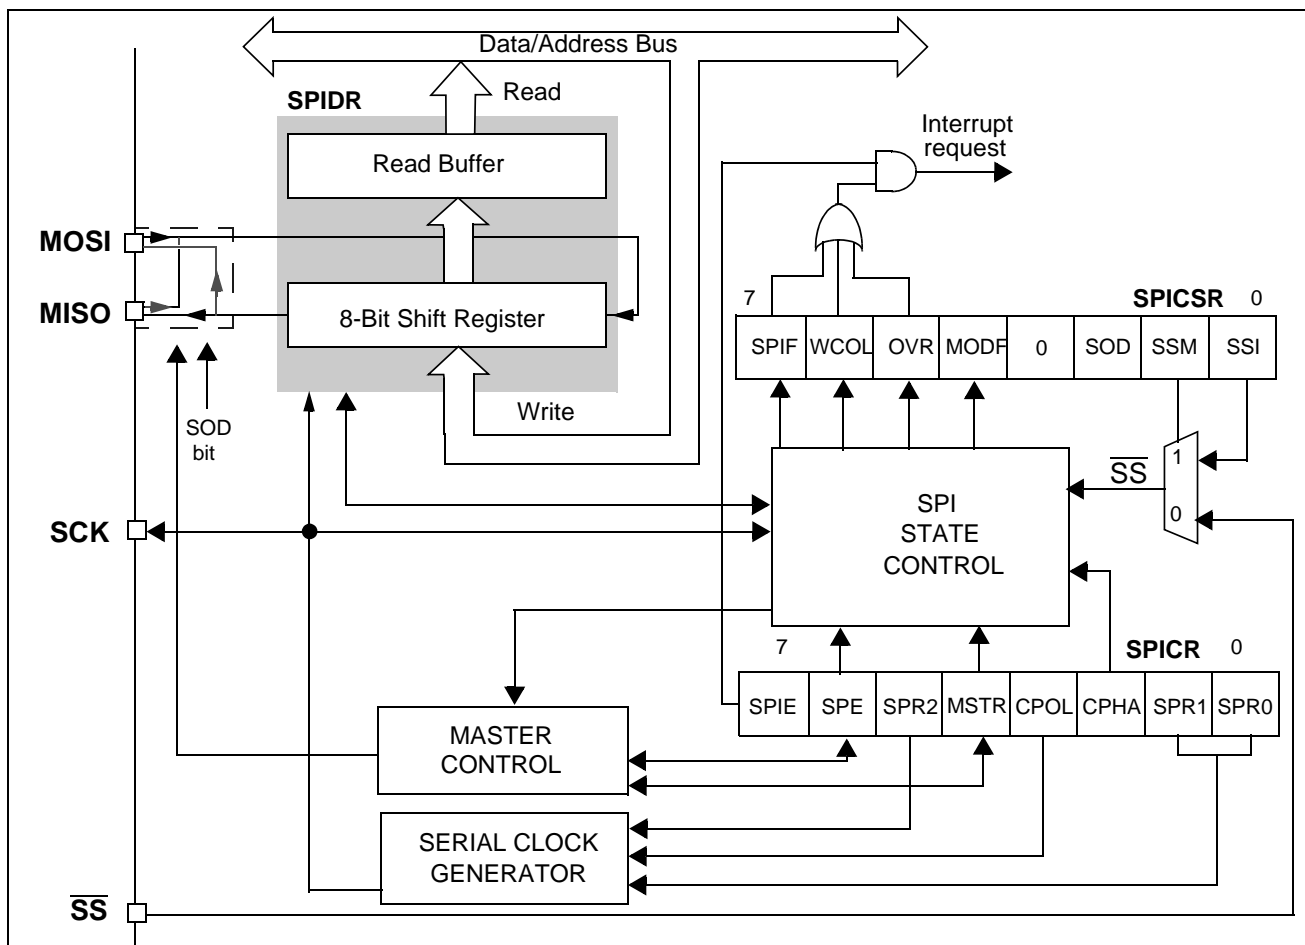 Data/Address Bus
SPIDR
Read
Read Buffer
Interrupt
request
MOSI
MISO
8-Bit Shift Register
7
SPICSR
0
SPIF
WCOL
OVR
MODF
0
SOD
SSM
SSI
Write
SOD
bit
1
SS
0
SCK
SPI
STATE
CONTROL
7
SPICR
0
SPIE
SPE
SPR2
MSTR
CPOL
CPHA
SPR1
SPR0
MASTER
CONTROL
SERIAL CLOCK
GENERATOR
SS